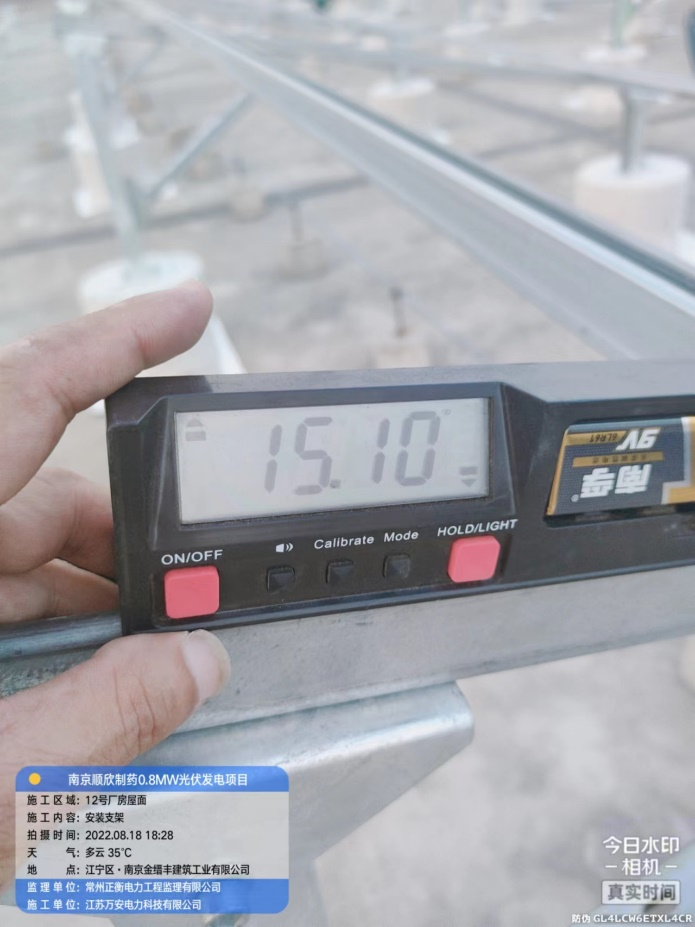 15.10°
ON/OFF
Calibrate
Mode
HOLD/LIGHT
9V
6LR61
南孚
南京顺欣制药0.8MW光伏发电项目
施工区域：12号厂房屋面
施工内容：安装支架
拍摄时间：2022.08.18 18:28
天气：多云 35℃
地点：江宁区·南京金缙丰建筑工业有限公司
监理单位：常州正衡电力工程监理有限公司
施工单位：江苏万安电力科技有限公司
今日水印
相机
真实时间
防伪 GL4LCW6ETXL4CR